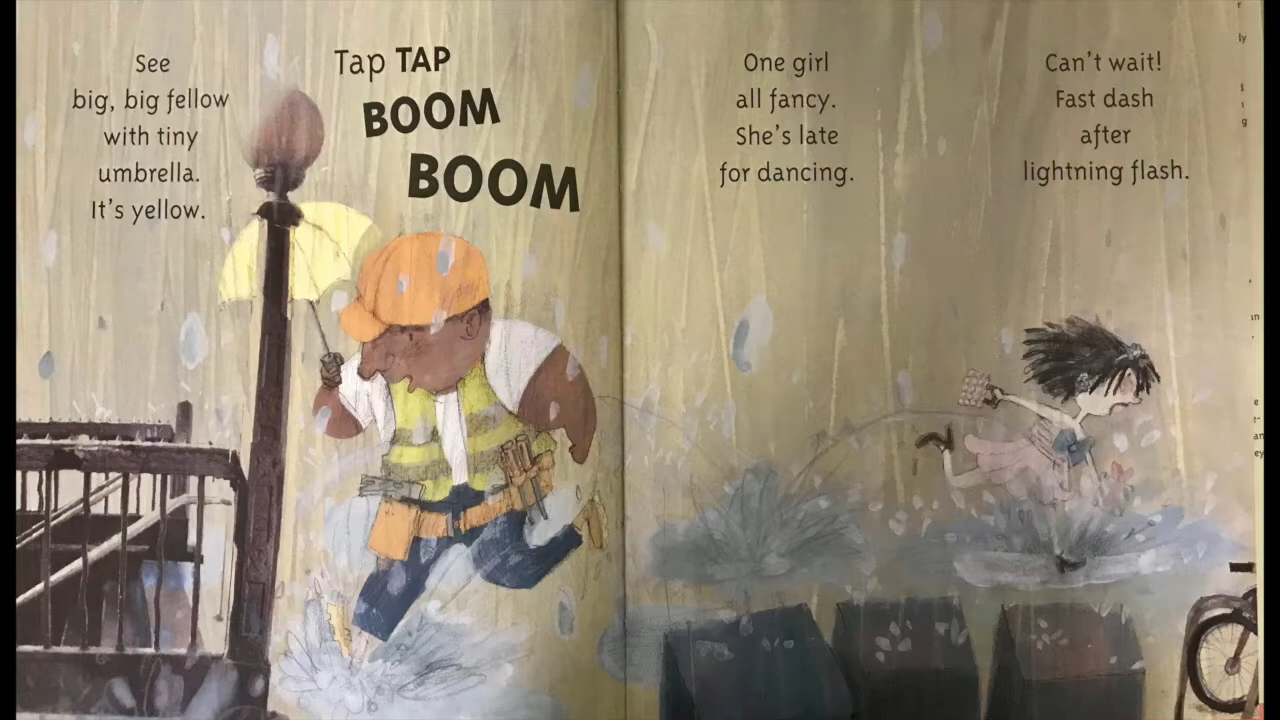 See
big, big fellow
with tiny
umbrella.
It's yellow.
Tap TAP
BOOM
BOOM
One girl
all fancy.
She's late
for dancing.
Can't wait!
Fast dash
after
lightning flash.